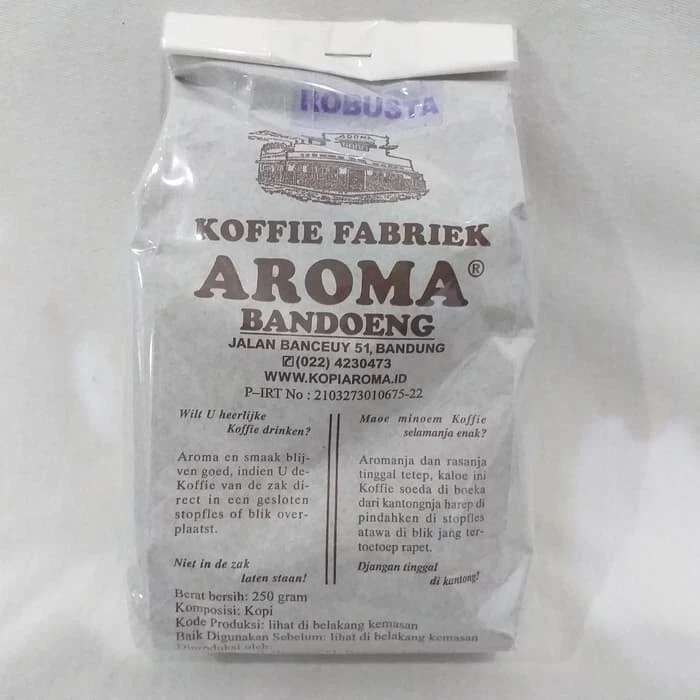 ROBUSTA
AROMA
KOFFIE FABRIEK
AROMA®
BANDOENG
JALAN BANCEUY 51, BANDUNG
✆(022) 4230473
WWW.KOPIAROMA.ID
P-IRT No : 2103273010675-22
Wilt U heerlijke
Koffie drinken?
Aroma en smaak blij-
ven goed, indien U de-
Koffie van de zak di-
rect in een gesloten
stopfles of blik over-
plaatst.
Niet in de zak
laten staan!
Maoe minoem Koffie
selamanja enak?
Aromanja dan rasanja
tinggal tetep, kaloe ini
Koffie soeda di boeka
dari kantongnja harep di
pindahken di stopfles
atawa di blik jang ter-
toetoep rapet.
Djangan tinggal
di kantong!
Berat bersih: 250 gram
Komposisi: Kopi
Kode Produksi: lihat di belakang kemasan
Baik Digunakan Sebelum: lihat di belakang kemasan
Diproduksi oleh: